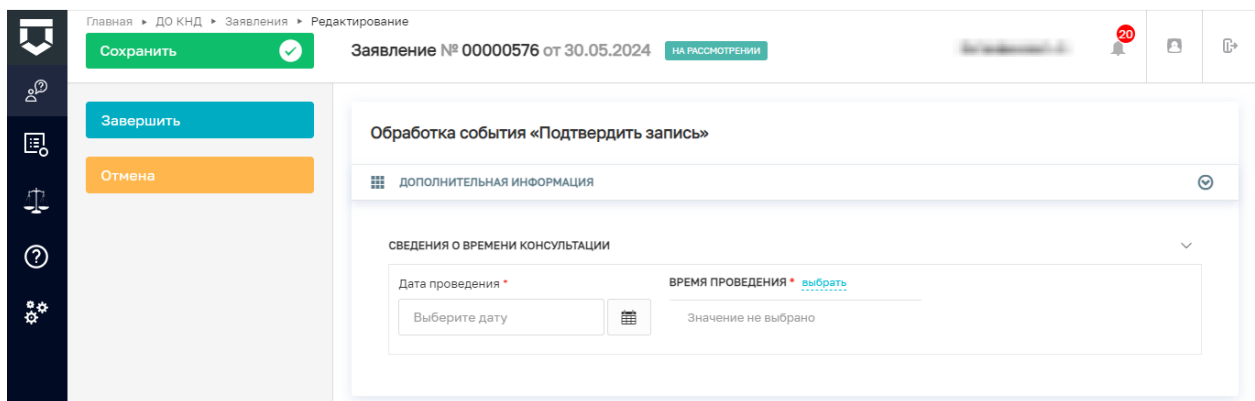 Главная ▸ ДО КНД ▸ Заявления ▸ Редактирование
Сохранить
Заявление № 00000576 от 30.05.2024 НА РАССМОТРЕНИИ
20
Завершить
Отмена
Обработка события «Подтвердить запись»
ДОПОЛНИТЕЛЬНАЯ ИНФОРМАЦИЯ
СВЕДЕНИЯ О ВРЕМЕНИ КОНСУЛЬТАЦИИ
Дата проведения * ВРЕМЯ ПРОВЕДЕНИЯ * выбрать
Выберите дату Значение не выбрано